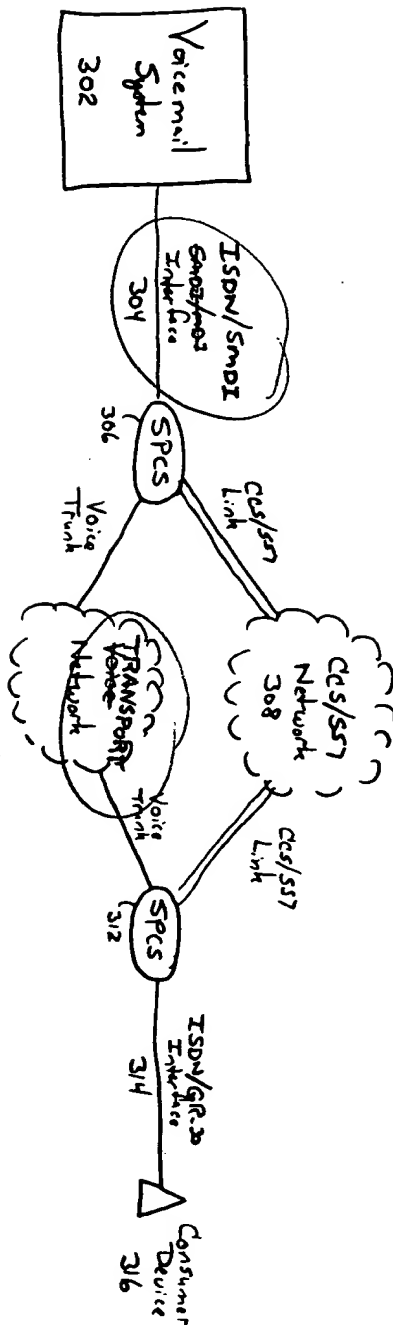 Voicemail
System
302
ISDN/SMDI
Interface
304
SPCS
306
CCS/SS7
Link
Voice
Trunk
CCS/SS7
Network
308
TRANSPORT
Voice
Network
CCS/SS7
Link
Voice
Trunk
SPCS
312
ISDN/GR-30
Interface
314
Consumer
Device
316